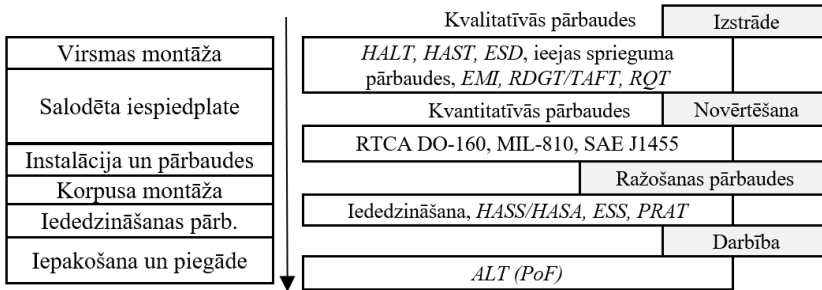 Virsmas montāža
Salodēta iespiedplate
Instalācija un pārbaudes
Korpusa montāža
Iededzināšanas pārb.
Iepakošana un piegāde
Kvalitatīvās pārbaudes
Izstrāde
HALT, HAST, ESD, ieejas sprieguma
pārbaudes, EMI, RDGT/TAFT, RQT
Kvantitatīvās pārbaudes
Novērtēšana
RTCA DO-160, MIL-810, SAE J1455
Ražošanas pārbaudes
Iededzināšana, HASS/HASA, ESS, PRAT
Darbība
ALT (PoF)